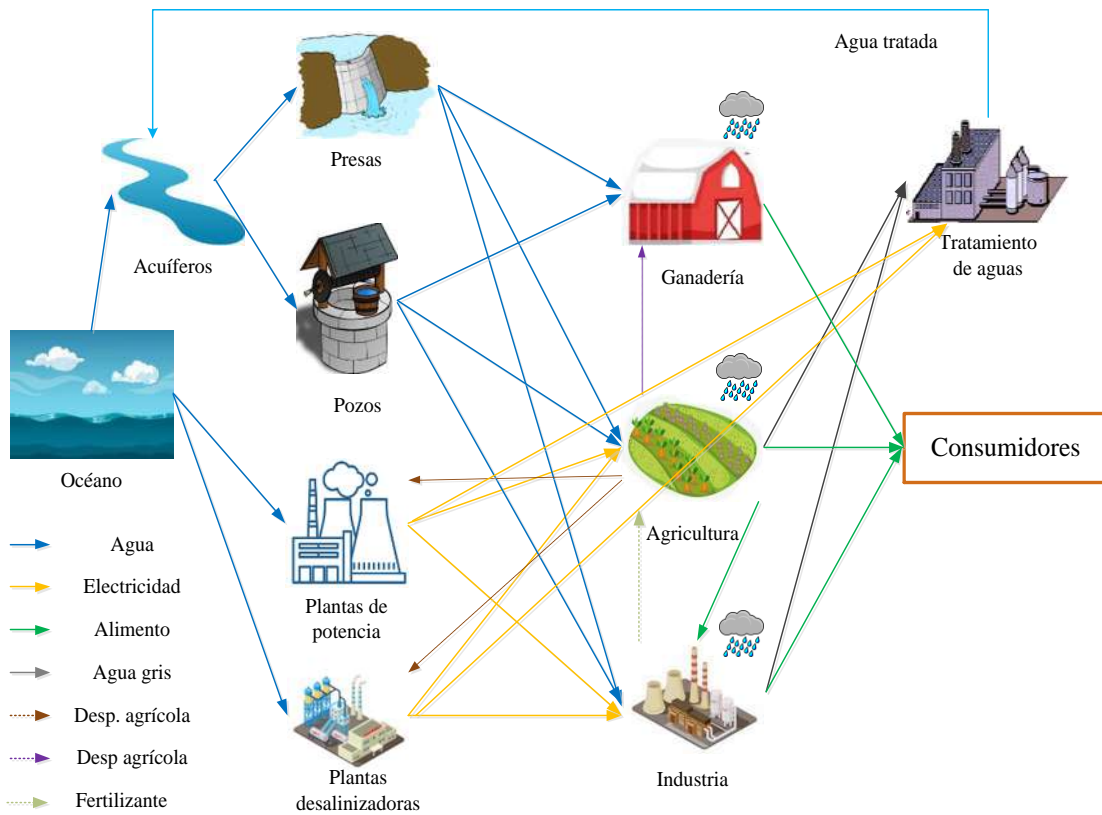 Agua tratada
Presas
Acuíferos
Ganadería
Tratamiento
de aguas
Pozos
Océano
Consumidores
Agricultura
Plantas de
potencia
Plantas
desalinizadoras
Industria
Agua
Electricidad
Alimento
Agua gris
Desp. agrícola
Desp agrícola
Fertilizante